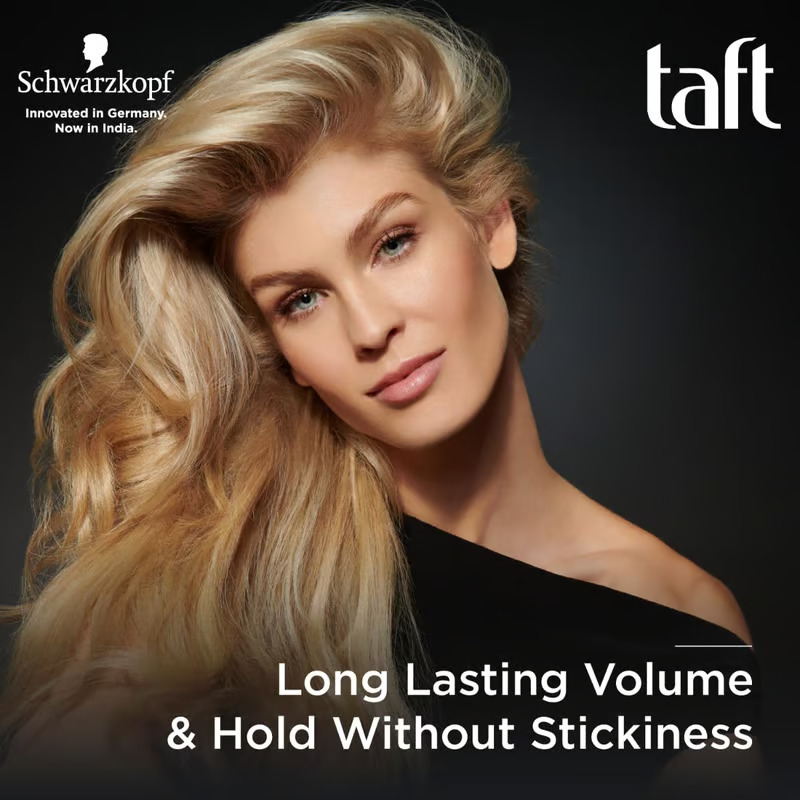 Schwarzkopf
Innovated in Germany.
Now in India.
taft
Long Lasting Volume
& Hold Without Stickiness